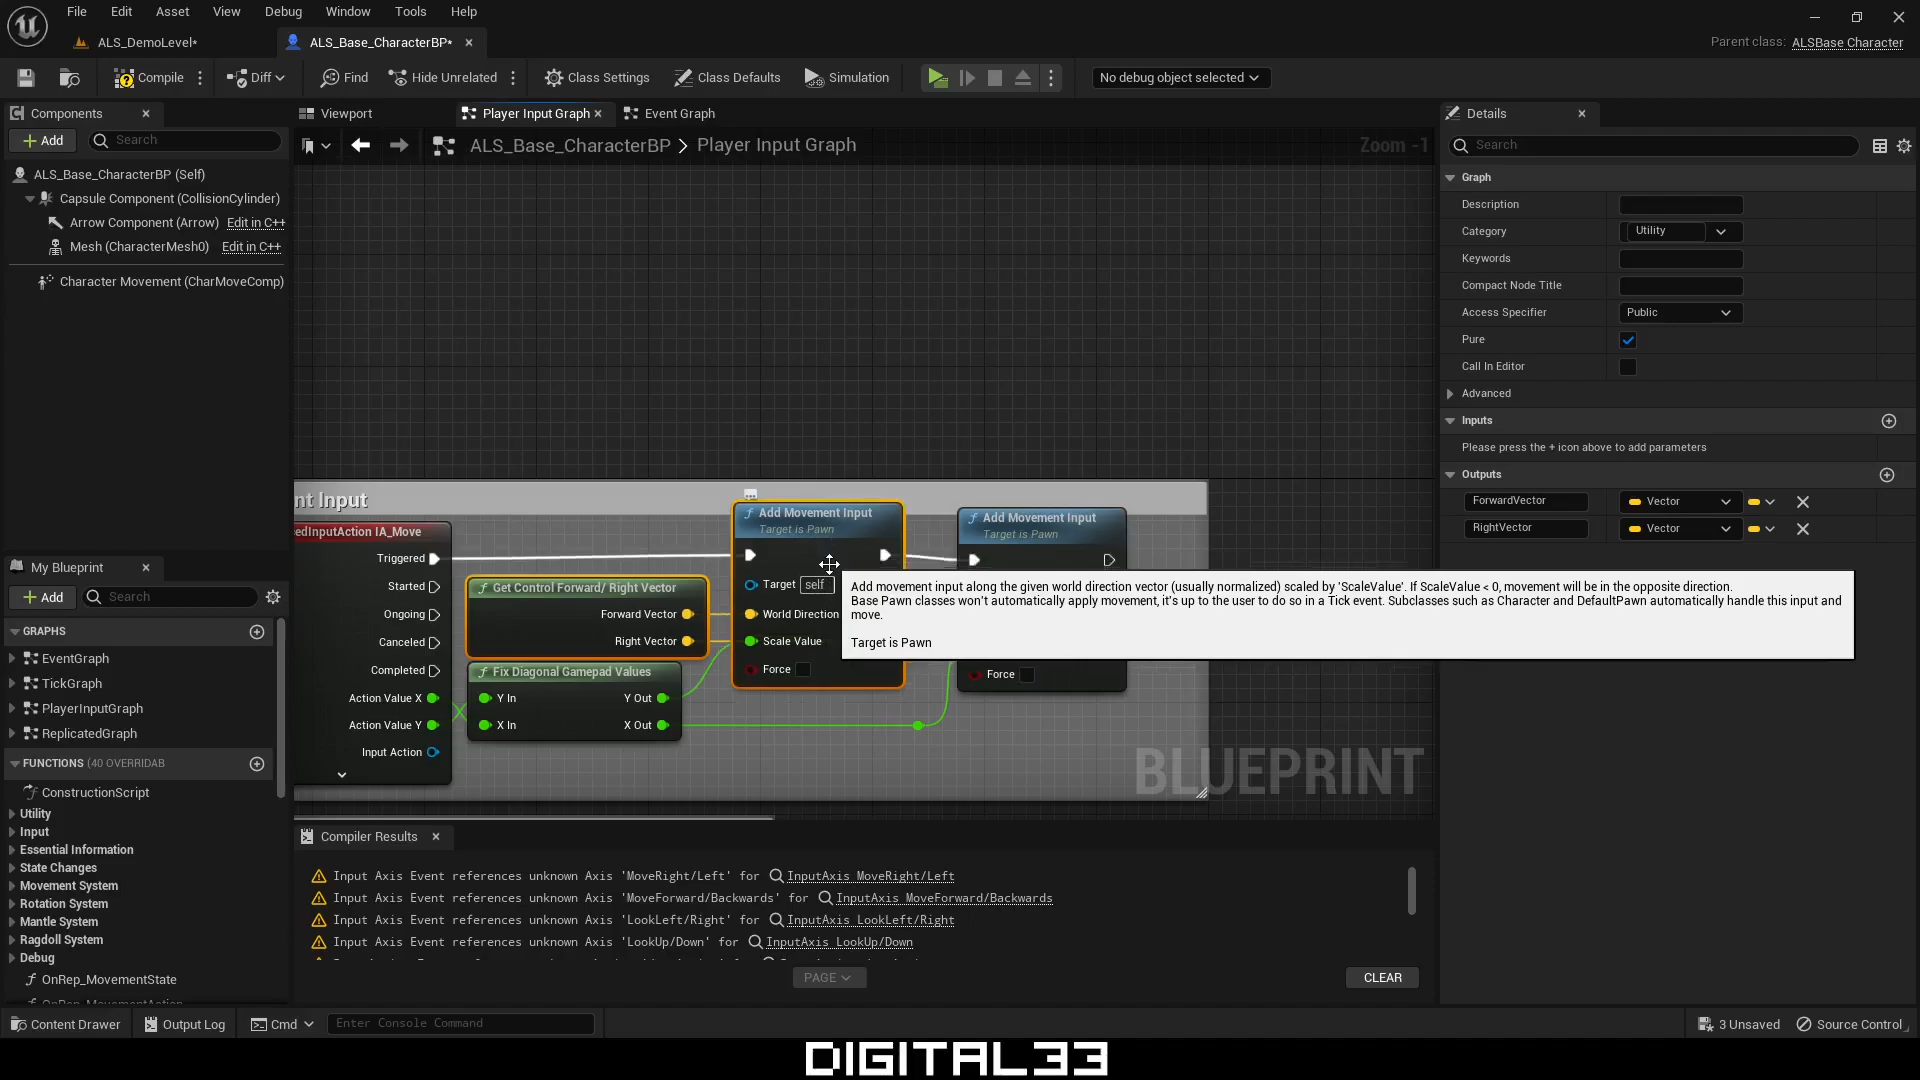 File Edit Asset View Debug Window Tools Help
ALS_DemoLevel*
ALS_Base_CharacterBP*
Parent class: ALSBase Character
Compile
Diff
Find
Hide Unrelated
Class Settings
Class Defaults
Simulation
No debug object selected
Components
Add
Search
ALS_Base_CharacterBP (Self)
Capsule Component (CollisionCylinder)
Arrow Component (Arrow) Edit in C++
Mesh (CharacterMesh0) Edit in C++
Character Movement (CharMoveComp)
My Blueprint
Add
Search
GRAPHS
EventGraph
TickGraph
PlayerInputGraph
ReplicatedGraph
FUNCTIONS (40 OVERRIDAB
ConstructionScript
Utility
Input
Essential Information
State Changes
Movement System
Rotation System
Mantle System
Ragdoll System
Debug
OnRep_MovementState
Viewport
Player Input Graph
Event Graph
ALS_Base_CharacterBP > Player Input Graph
Zoom -1
nt Input
edInputAction IA_Move
Triggered
Started
Ongoing
Canceled
Completed
Action Value X
Action Value Y
Input Action
Get Control Forward/ Right Vector
Forward Vector
Right Vector
Fix Diagonal Gamepad Values
Y In Y Out
X In X Out
Add Movement Input
Target is Pawn
Target self
World Direction
Scale Value
Force
Add Movement Input
Target is Pawn
Force
Add movement input along the given world direction vector (usually normalized) scaled by 'ScaleValue'. If ScaleValue < 0, movement will be in the opposite direction.
Base Pawn classes won't automatically apply movement, it's up to the user to do so in a Tick event. Subclasses such as Character and DefaultPawn automatically handle this input and
move.
Target is Pawn
BLUEPRINT
Compiler Results
Input Axis Event references unknown Axis 'MoveRight/Left' for InputAxis MoveRight/Left
Input Axis Event references unknown Axis 'MoveForward/Backwards' for InputAxis MoveForward/Backwards
Input Axis Event references unknown Axis 'LookLeft/Right' for InputAxis LookLeft/Right
Input Axis Event references unknown Axis 'LookUp/Down' for InputAxis LookUp/Down
PAGE
CLEAR
Details
Search
Graph
Description
Category Utility
Keywords
Compact Node Title
Access Specifier Public
Pure
Call In Editor
Advanced
Inputs
Please press the + icon above to add parameters
Outputs
ForwardVector Vector
RightVector Vector
Content Drawer
Output Log
Cmd
Enter Console Command
3 Unsaved
Source Control
DIGITAL33